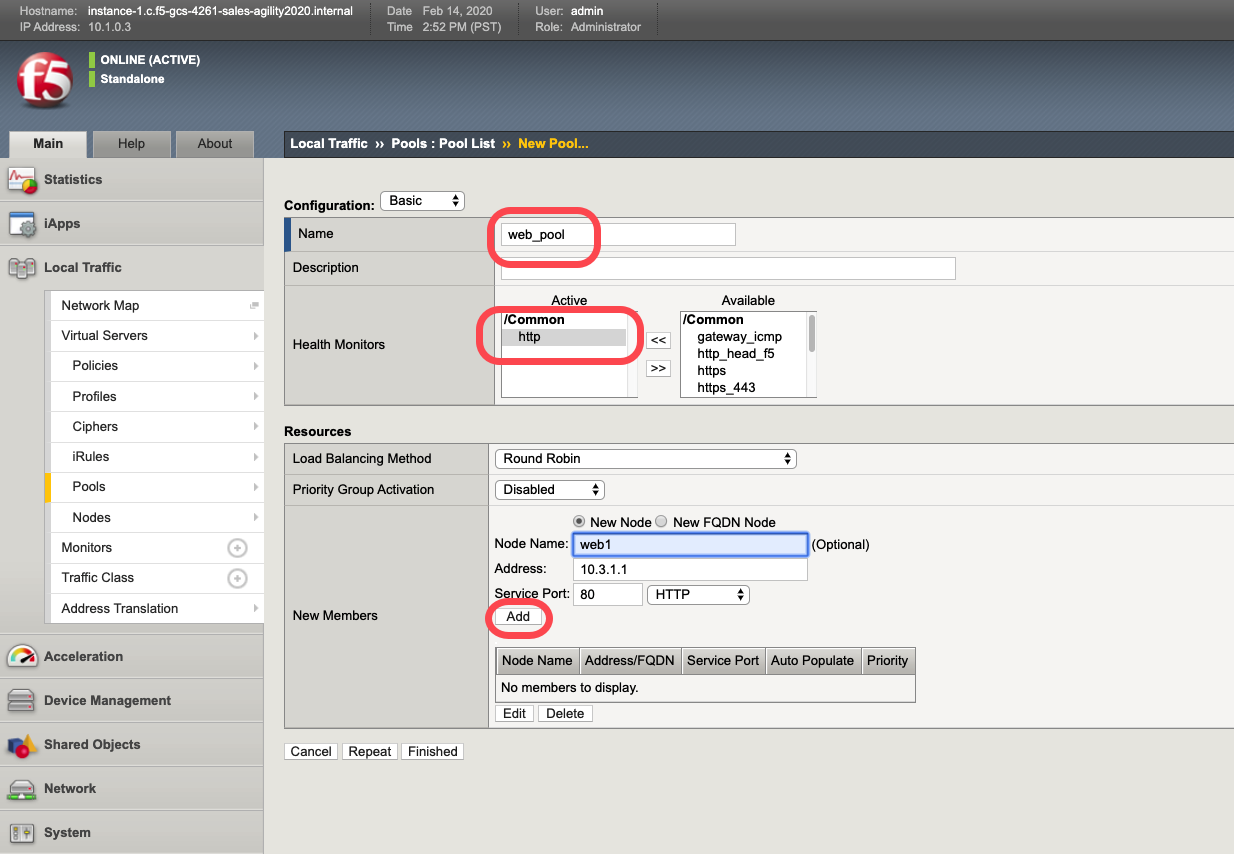 Hostname: instance-1.c.f5-gcs-4261-sales-agility2020.internal Date Feb 14, 2020 User: admin
IP Address: 10.1.0.3 Time 2:52 PM (PST) Role: Administrator
f5
ONLINE (ACTIVE)
Standalone
Main Help About
Local Traffic ›› Pools : Pool List ›› New Pool...
Statistics
iApps
Local Traffic
Network Map
Virtual Servers
Policies
Profiles
Ciphers
iRules
Pools
Nodes
Monitors
Traffic Class
Address Translation
Acceleration
Device Management
Shared Objects
Network
System
Configuration: Basic
Name web_pool
Description
Health Monitors
Active
/Common
http
<<
>>
Available
/Common
gateway_icmp
http_head_f5
https
https_443
Resources
Load Balancing Method Round Robin
Priority Group Activation Disabled
New Members
New Node New FQDN Node
Node Name: web1 (Optional)
Address: 10.3.1.1
Service Port: 80 HTTP
Add
Node Name Address/FQDN Service Port Auto Populate Priority
No members to display.
Edit Delete
Cancel Repeat Finished